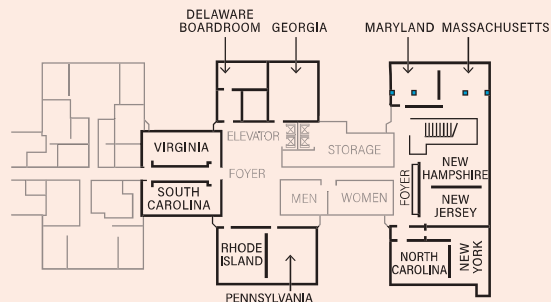 DELAWARE
BOARDROOM
GEORGIA
MARYLAND
MASSACHUSETTS
VIRGINIA
ELEVATOR
STORAGE
FOYER
SOUTH
CAROLINA
MEN
WOMEN
FOYER
NEW
HAMPSHIRE
NEW
JERSEY
RHODE
ISLAND
PENNSYLVANIA
NORTH
CAROLINA
NEW
YORK